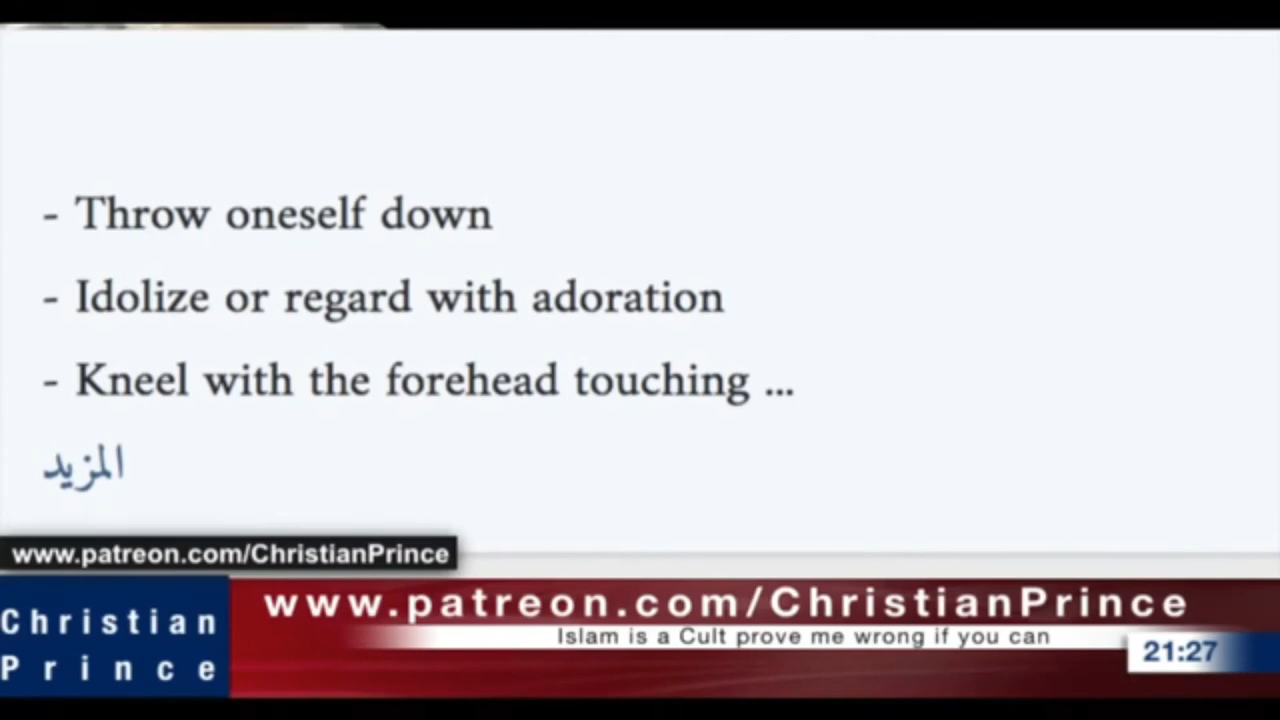 - Throw oneself down
- Idolize or regard with adoration
- Kneel with the forehead touching ...
المزيد
www.patreon.com/ChristianPrince
Christian
Prince
www.patreon.com/ChristianPrince
Islam is a Cult prove me wrong if you can
21:27